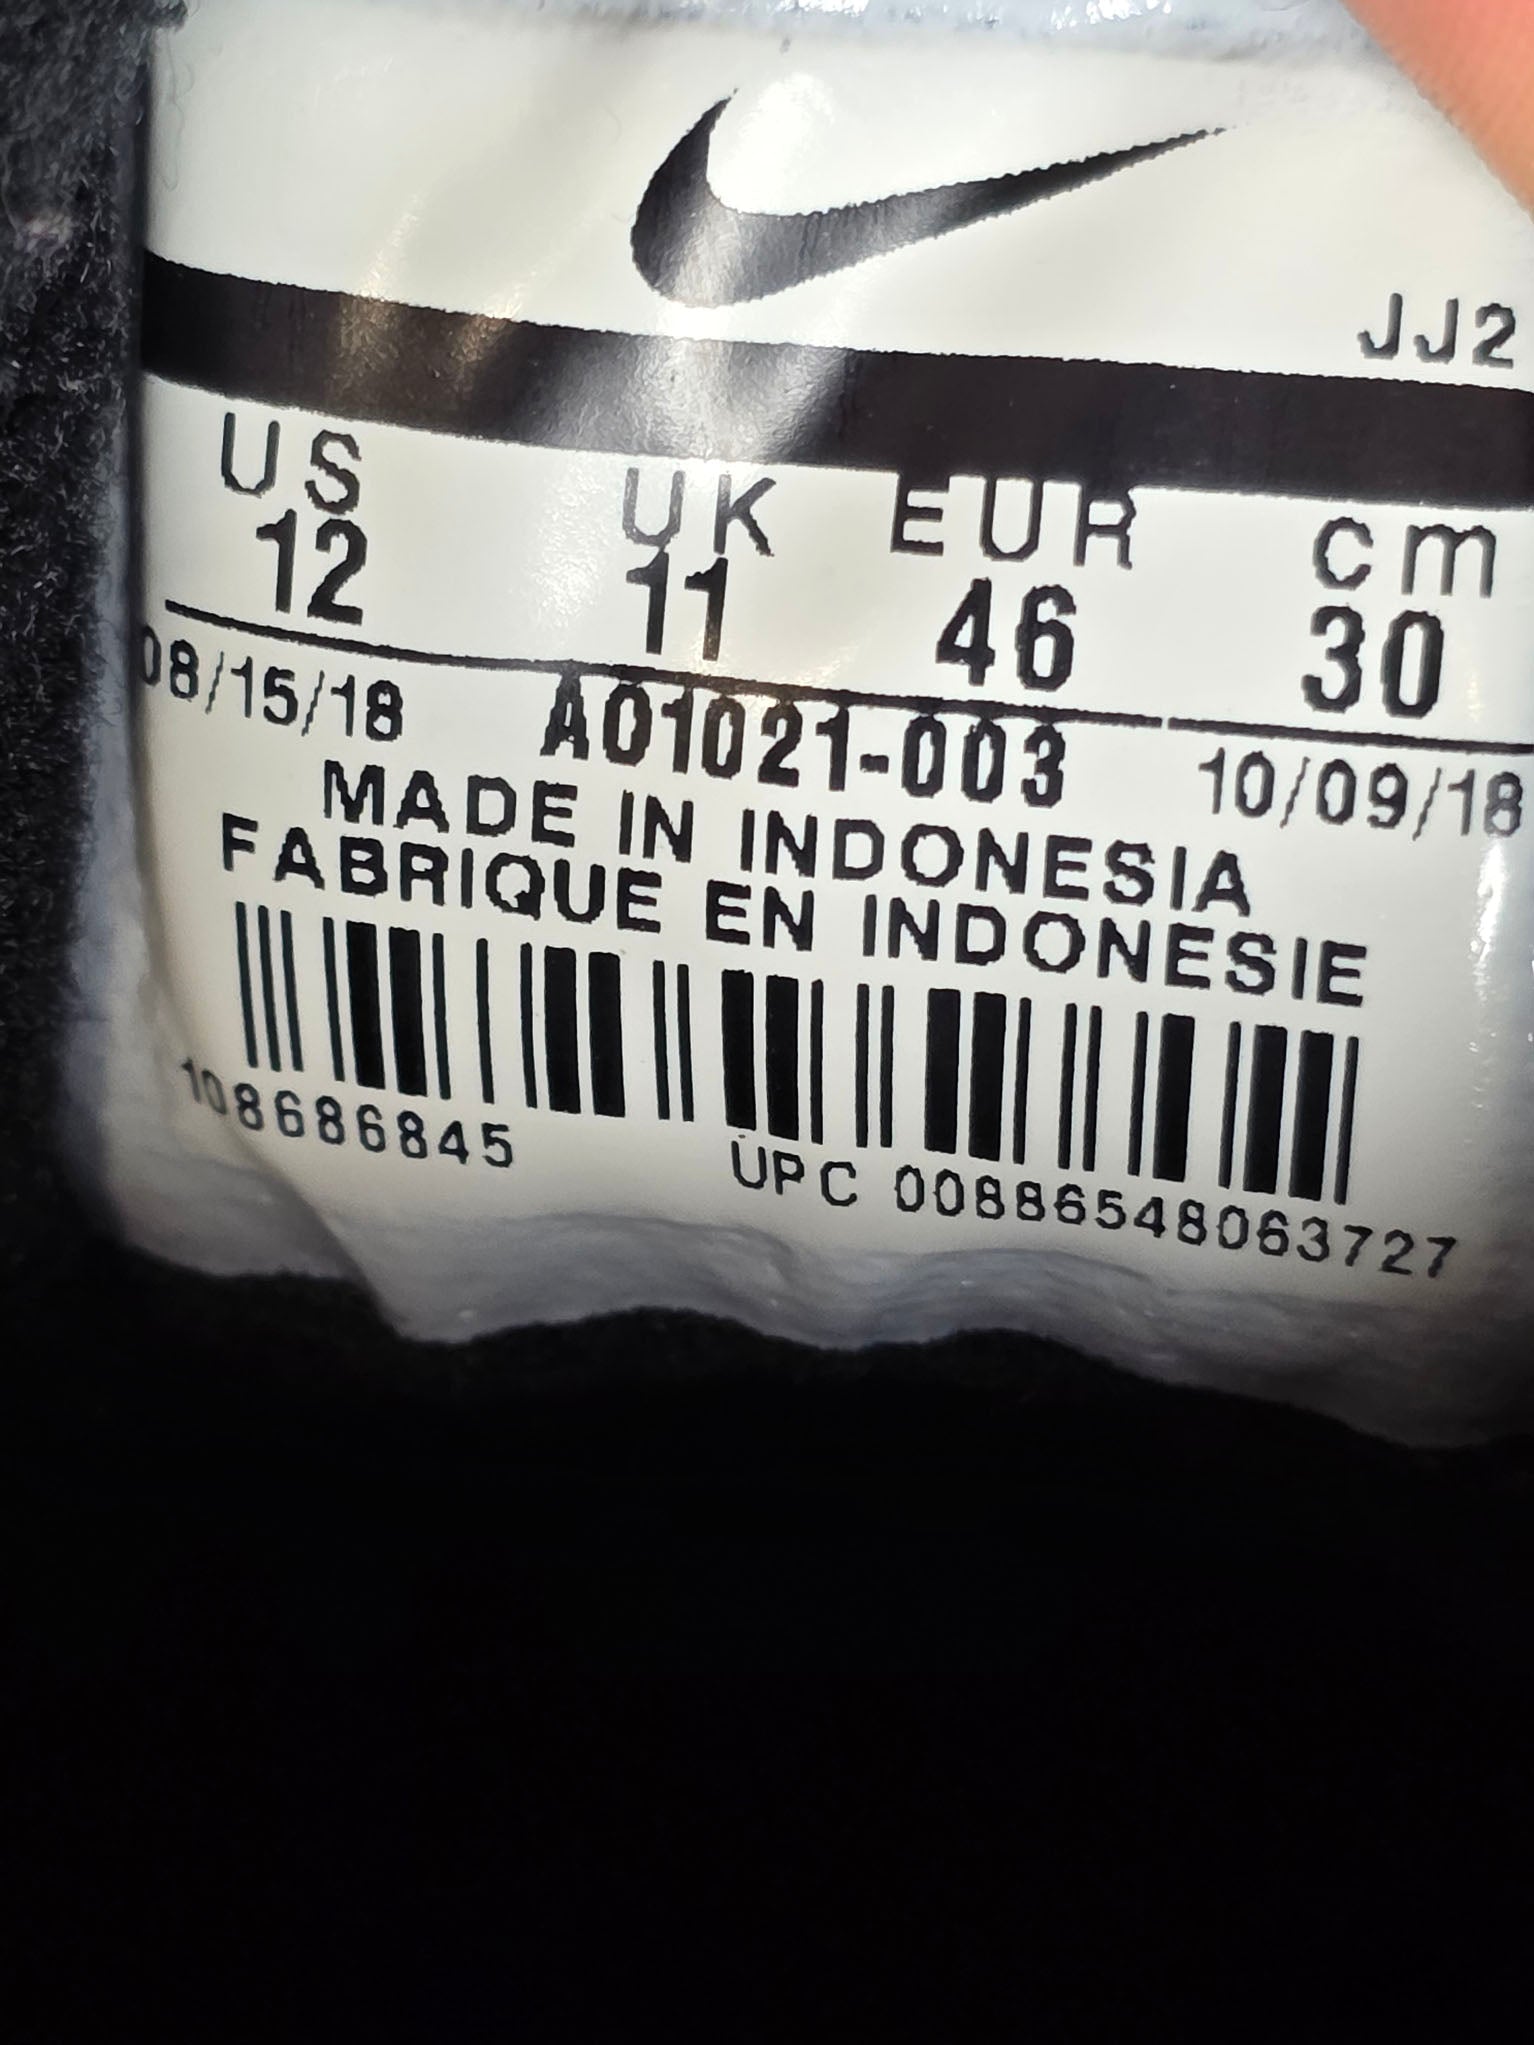 JJ2
US UK EUR cm
12 11 46 30
08/15/18 AO1021-003 10/09/18
MADE IN INDONESIA
FABRIQUE EN INDONESIE
108686845
UPC 00886548063727